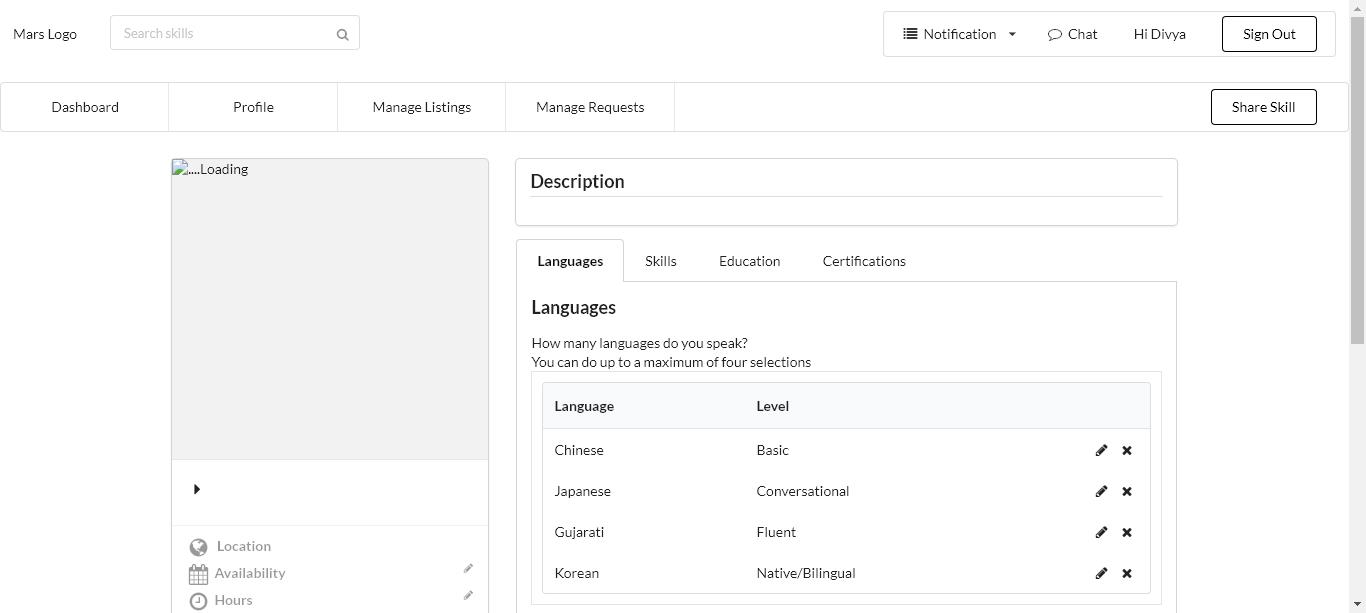 Mars Logo
Search skills
Notification
Chat
Hi Divya
Sign Out
Dashboard
Profile
Manage Listings
Manage Requests
Share Skill
....Loading
Location
Availability
Hours
Description
Languages
Skills
Education
Certifications
Languages
How many languages do you speak?
You can do up to a maximum of four selections
Language Level
Chinese Basic
Japanese Conversational
Gujarati Fluent
Korean Native/Bilingual